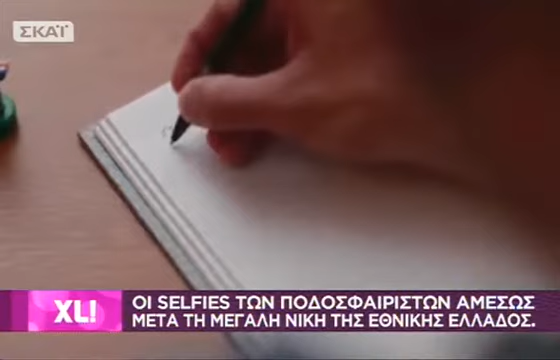 ΣΚΑΪ
XL!
ΟΙ SELFIES ΤΩΝ ΠΟΔΟΣΦΑΙΡΙΣΤΩΝ ΑΜΕΣΩΣ
ΜΕΤΑ ΤΗ ΜΕΓΑΛΗ ΝΙΚΗ ΤΗΣ ΕΘΝΙΚΗΣ ΕΛΛΑΔΟΣ.